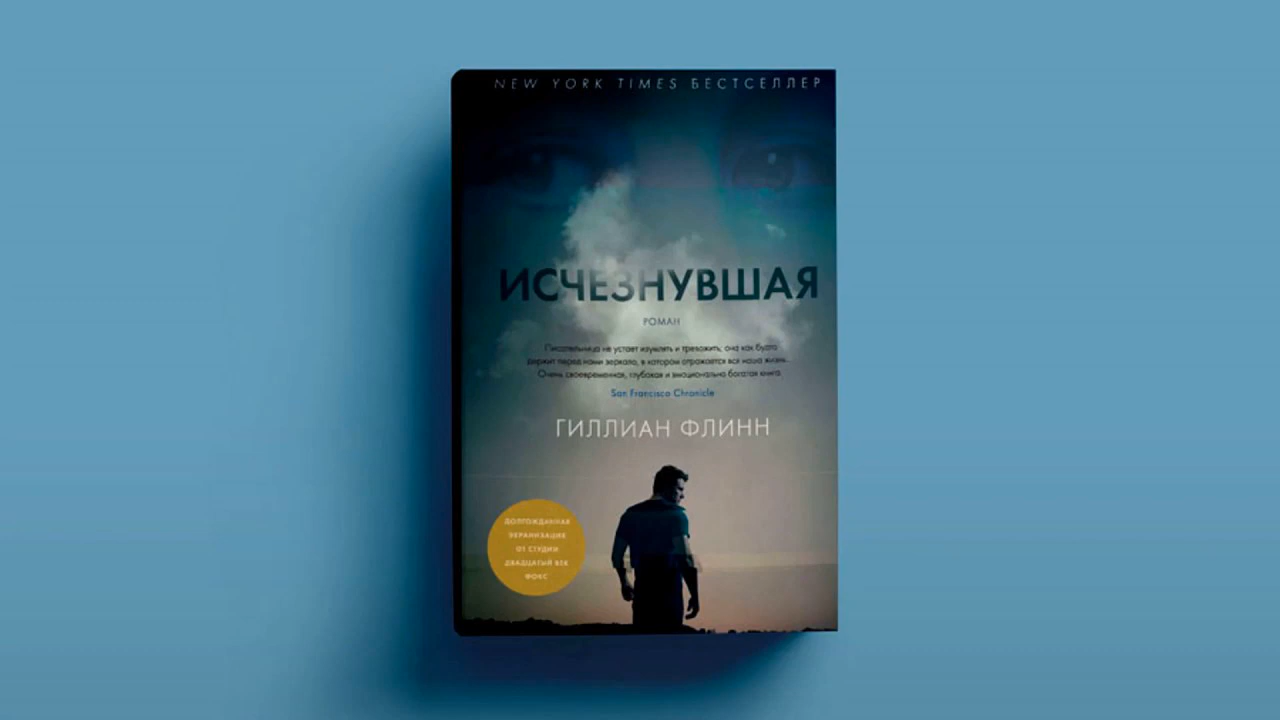 NEW YORK TIMES БЕСТСЕЛЛЕР
ИСЧЕЗНУВШАЯ
РОМАН
Писательница не устает изумлять и тревожить, она как будто
держит перед нами зеркало, в котором отражается вся наша жизнь...
Очень своевременная, глубокая и эмоционально богатая книга.
San Francisco Chronicle
ГИЛЛИАН ФЛИНН
ДОЛГОЖДАННАЯ
ЭКРАНИЗАЦИЯ
ОТ СТУДИИ
ДВАДЦАТЫЙ ВЕК
ФОКС